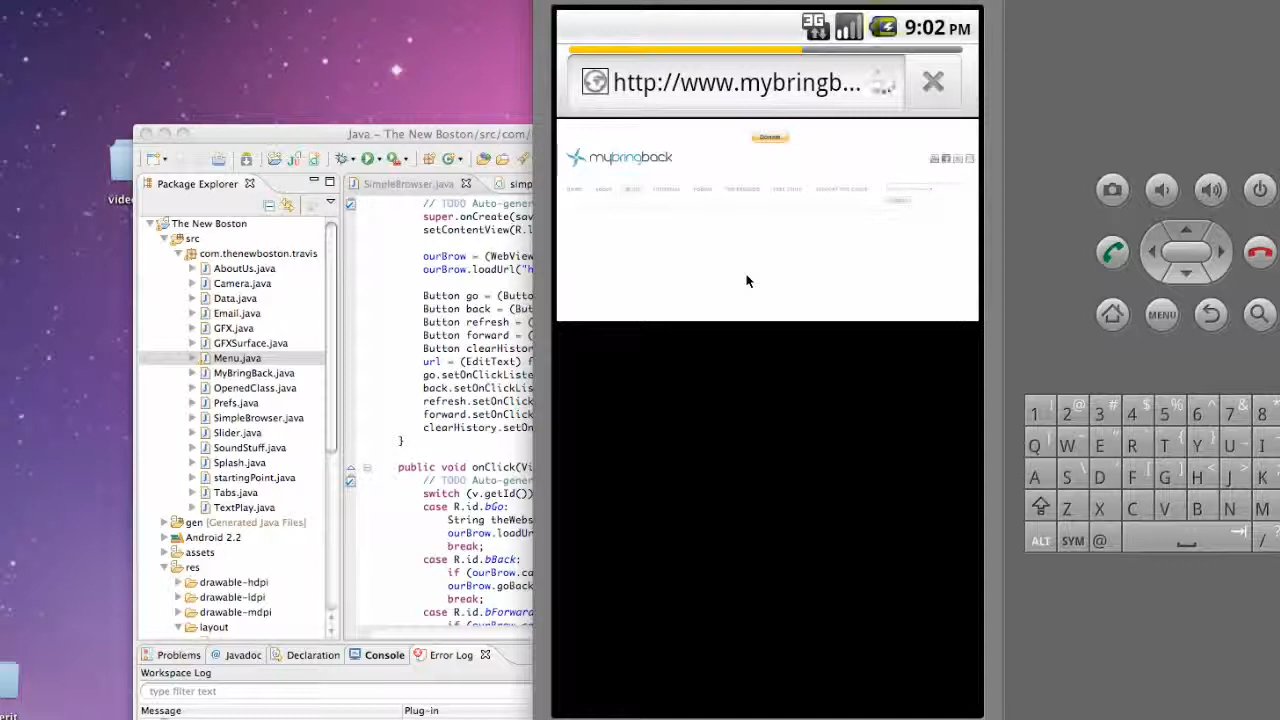 3G 9:02 PM
http://www.mybringb...
Donate
mybringback
HOME ABOUT BLOG TUTORIAL FORUM
Java – The New Boston/src/com/
Package Explorer
SimpleBrowser.java
simp
The New Boston
src
com.thenewboston.travis
AboutUs.java
Camera.java
Data.java
Email.java
GFX.java
GFXSurface.java
Menu.java
MyBringBack.java
OpenedClass.java
Prefs.java
SimpleBrowser.java
Slider.java
SoundStuff.java
Splash.java
startingPoint.java
Tabs.java
TextPlay.java
gen [Generated Java Files]
Android 2.2
assets
res
drawable-hdpi
drawable-ldpi
drawable-mdpi
layout
// TODO Auto-gener
super.onCreate(sav
setContentView(R.l
ourBrow = (WebView
ourBrow.loadUrl("h
Button go = (Butto
Button back = (But
Button refresh = (
Button forward = (
Button clearHistor
url = (EditText) f
go.setOnClickListe
back.setOnClickLis
refresh.setOnClick
forward.setOnClick
clearHistory.setOn
}
public void onClick(Vi
// TODO Auto-gener
switch (v.getId())
case R.id.bGo:
String theWebs
ourBrow.loadUr
break;
case R.id.bBack:
if (ourBrow.ca
ourBrow.goBack
break;
case R.id.bForwar
Problems
@ Javadoc
Declaration
Console
Error Log
Workspace Log
type filter text
Message
Plug-in
MENU
1 ! 2 @ 3 # 4 $ 5 % 6 ^ 7 & 8 *
Q W ~ E " R ` T { Y } U - I
A S \ D ' F [ G ] H < J > K
Z X C V B N M
ALT SYM @ / ?